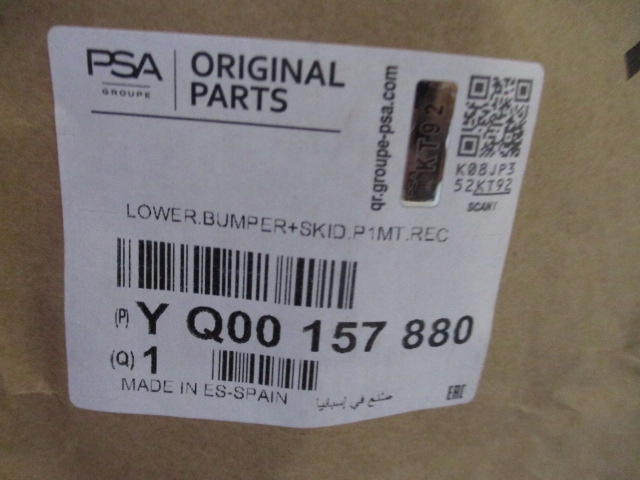 PSA
GROUPE
ORIGINAL
PARTS
qr.groupe-psa.com
KT92
K08JP3
52KT92
SCAN!
LOWER.BUMPER+SKID.P1MT.REC
(P) Y Q00 157 880
(Q) 1
MADE IN ES-SPAIN
صنع في إسبانيا
EAC